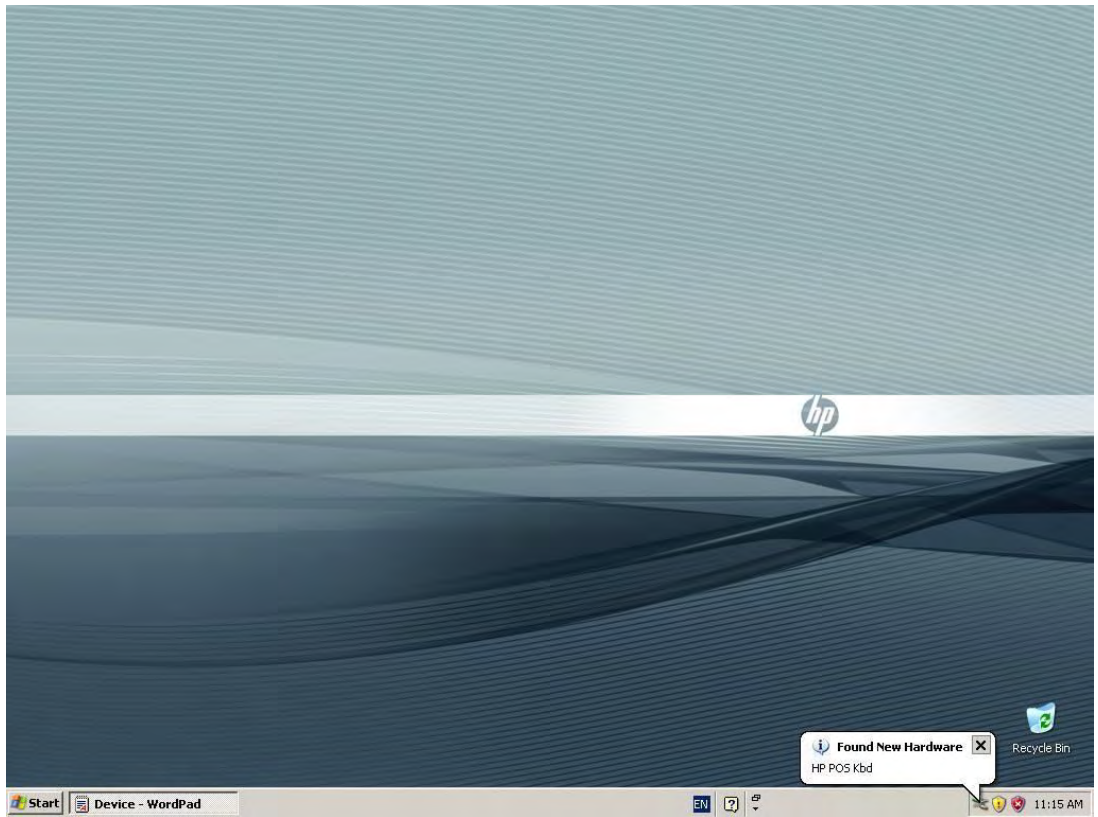 hp
Found New Hardware
HP POS Kbd
Recycle Bin
Start
Device - WordPad
EN
?
11:15 AM